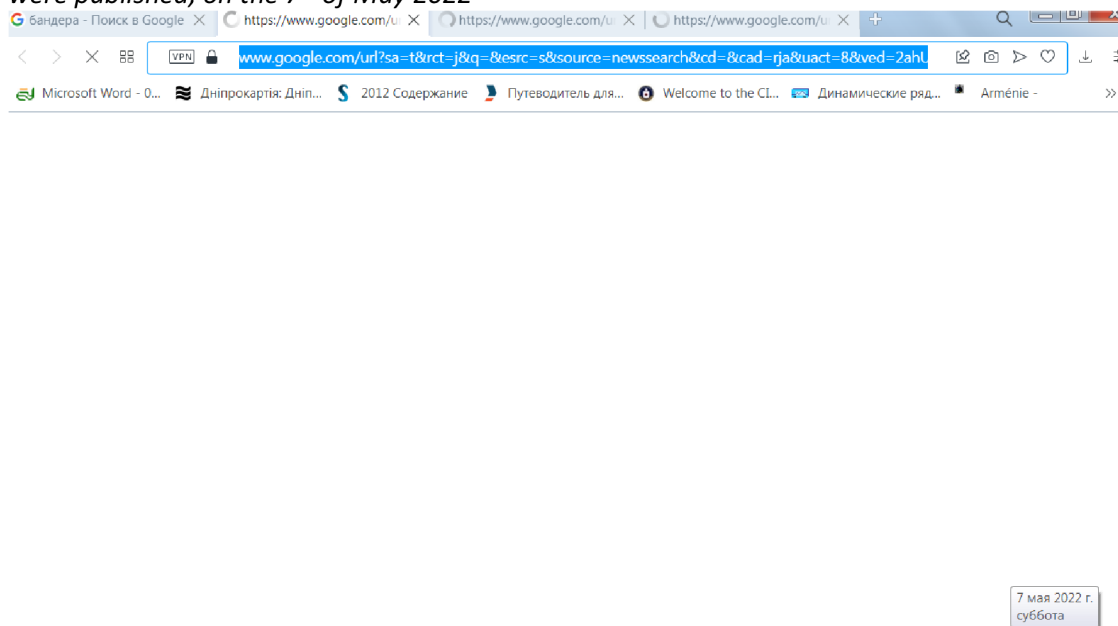 were published, on the 7 of May 2022
бандера - Поиск в Google https://www.google.com/u https://www.google.com/u https://www.google.com/u
VPN www.google.com/url?sa=t&rct=j&q=&esrc=s&source=newssearch&cd=&cad=rja&uact=8&ved=2ahU
Microsoft Word - 0... Дніпрокартія: Дніп... 2012 Содержание Путеводитель для... Welcome to the CI... Динамические ряд... Arménie -
7 мая 2022 г.
суббота